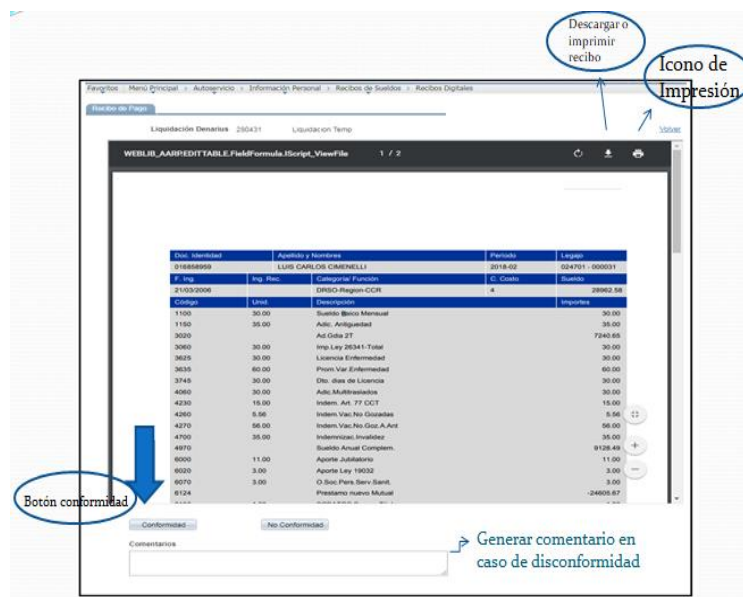 Descargar o
imprimir
recibo
Icono de
Impresión
Favoritos Menú Principal > Autoservicio > Información Personal > Recibos de Sueldos > Recibos Digitales
Recibo de Pago
Liquidación Denarius 280431 Liquidacion Temp
Volver
WEBLIB_AARP.EDITTABLE.FieldFormula.IScript_ViewFile 1 / 2
Doc. Identidad Apellido y Nombres Período Legajo
LUIS CARLOS CIMENELLI 2018-02 024701 - 000031
F. Ing. Ing. Rec. Categoría/ Función C. Costo Sueldo
21/03/2006 DRSO-Region-CCR 4 28962.58
Código Unid. Descripción Importes
1100 30.00 Sueldo Básico Mensual 30.00
1150 35.00 Adic. Antiguedad 35.00
3020 Ad.Gdia 2T 7240.65
3060 30.00 Imp.Ley 26341-Total 30.00
3625 30.00 Licencia Enfermedad 30.00
3635 60.00 Prom.Var.Enfermedad 60.00
3745 30.00 Dto. dias de Licencia 30.00
4060 30.00 Adic.Multitraslados 30.00
4230 15.00 Indem. Art. 77 CCT 15.00
4260 5.56 Indem.Vac.No Gozadas 5.56
4270 56.00 Indem.Vac.No.Goz.A.Ant 56.00
4700 35.00 Indemnizac.Invalidez 35.00
4970 Sueldo Anual Complem. 9128.49
6000 11.00 Aporte Jubilatorio 11.00
6020 3.00 Aporte Ley 19032 3.00
6070 3.00 O.Soc.Pers.Serv.Sanit. 3.00
6124 Prestamo nuevo Mutual -24605.67
Botón conformidad
Conformidad No Conformidad
Comentarios
Generar comentario en
caso de disconformidad